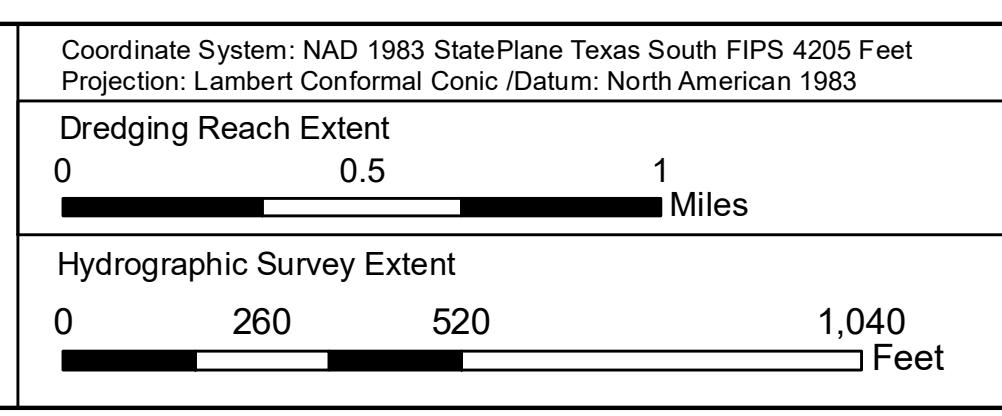 Coordinate System: NAD 1983 StatePlane Texas South FIPS 4205 Feet
Projection: Lambert Conformal Conic /Datum: North American 1983
Dredging Reach Extent
0 0.5 1
Miles
Hydrographic Survey Extent
0 260 520 1,040
Feet